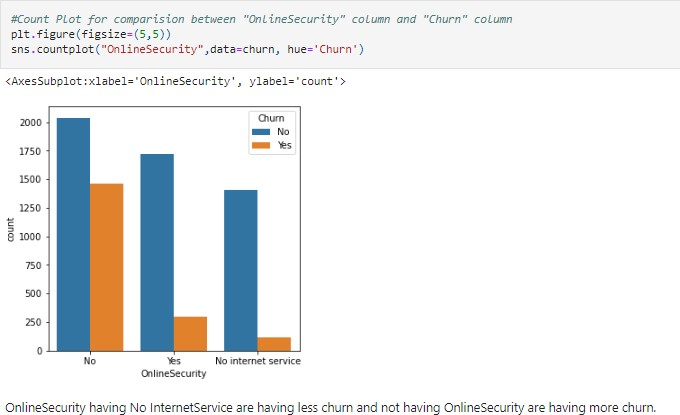 #Count Plot for comparision between "OnlineSecurity" column and "Churn" column
plt.figure(figsize=(5,5))
sns.countplot("OnlineSecurity",data=churn, hue='Churn')
<AxesSubplot:xlabel='OnlineSecurity', ylabel='count'>
Churn
No
Yes
2000
1750
1500
1250
1000
750
500
250
0
count
No Yes No internet service
OnlineSecurity
OnlineSecurity having No InternetService are having less churn and not having OnlineSecurity are having more churn.